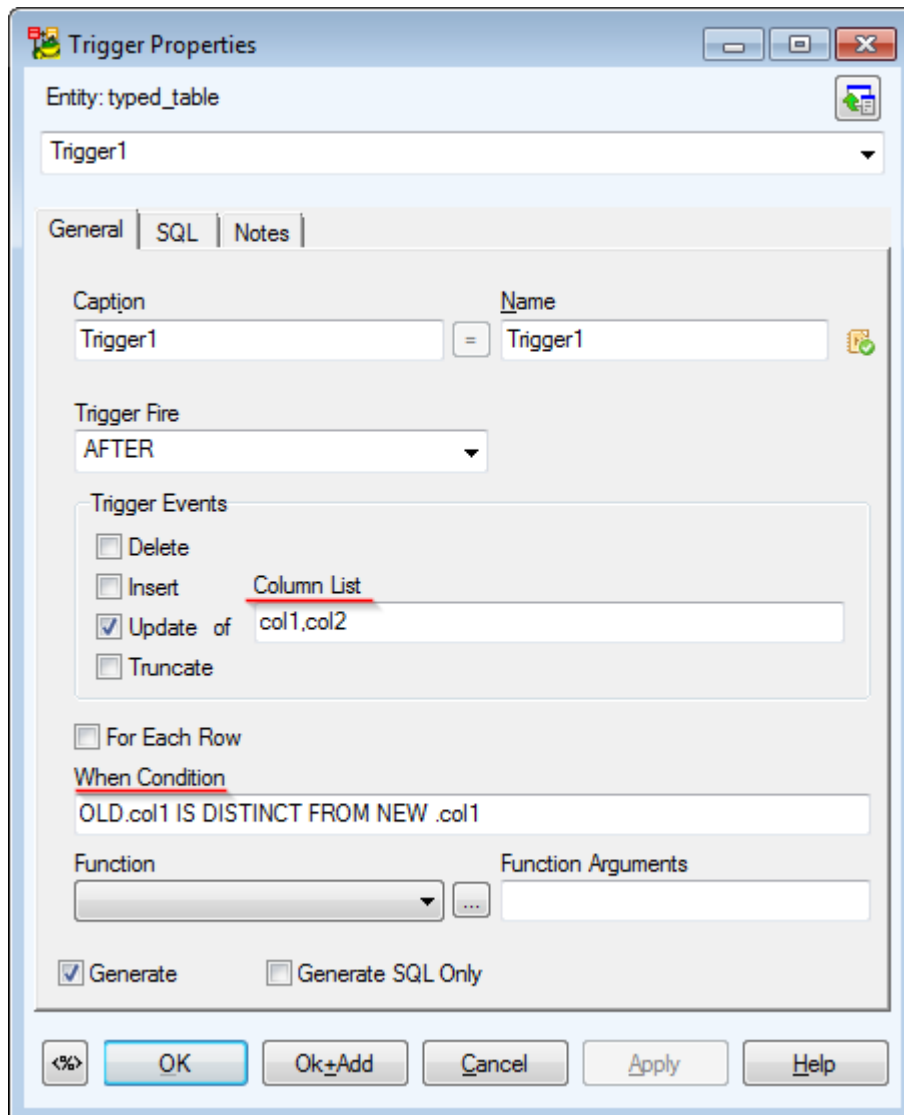 Trigger Properties
Entity: typed_table
Trigger1
General SQL Notes
Caption Name
Trigger1 = Trigger1
Trigger Fire
AFTER
Trigger Events
Delete
Insert Column List
Update of col1,col2
Truncate
For Each Row
When Condition
OLD.col1 IS DISTINCT FROM NEW .col1
Function Function Arguments
...
Generate Generate SQL Only
<%> OK Ok+Add Cancel Apply Help